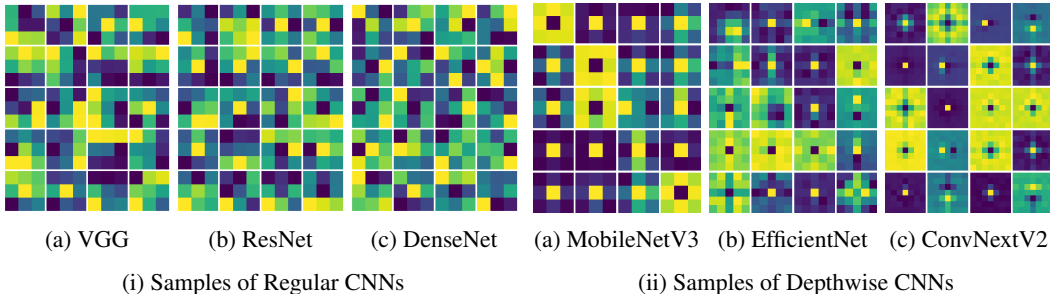 (a) VGG (b) ResNet (c) DenseNet (a) MobileNetV3 (b) EfficientNet (c) ConvNextV2
(i) Samples of Regular CNNs (ii) Samples of Depthwise CNNs